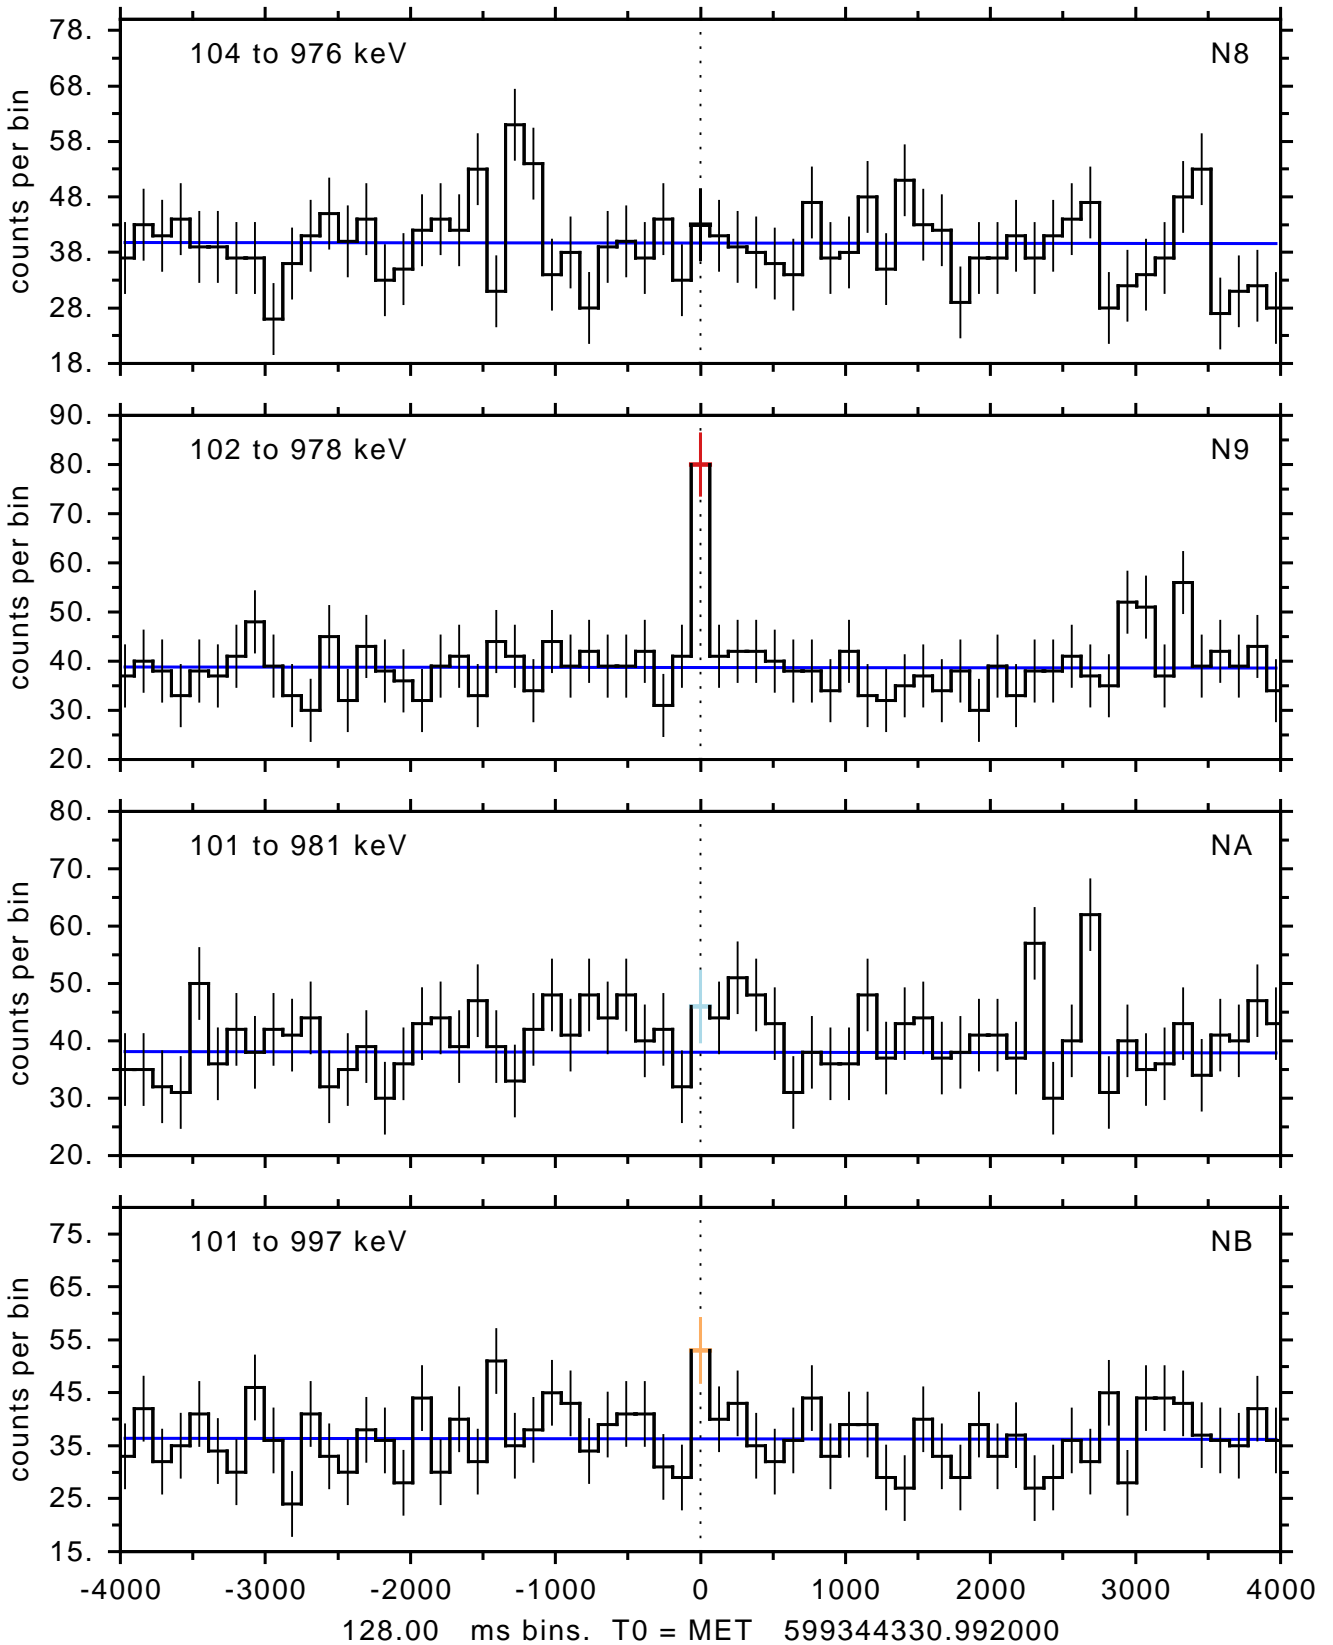 78.
104 to 976 keV
N8
68.
58.
48.
38.
28.
18.
counts per bin
90.
102 to 978 keV
N9
80.
70.
60.
50.
40.
30.
20.
counts per bin
80.
101 to 981 keV
NA
70.
60.
50.
40.
30.
20.
counts per bin
75.
101 to 997 keV
NB
65.
55.
45.
35.
25.
15.
counts per bin
-4000 -3000 -2000 -1000 0 1000 2000 3000 4000
128.00 ms bins. T0 = MET 599344330.992000